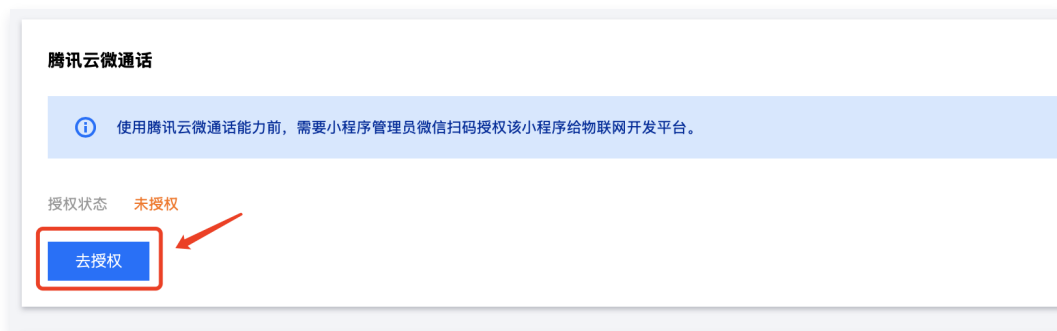 腾讯云微通话
使用腾讯云微通话能力前，需要小程序管理员微信扫码授权该小程序给物联网开发平台。
授权状态 未授权
去授权